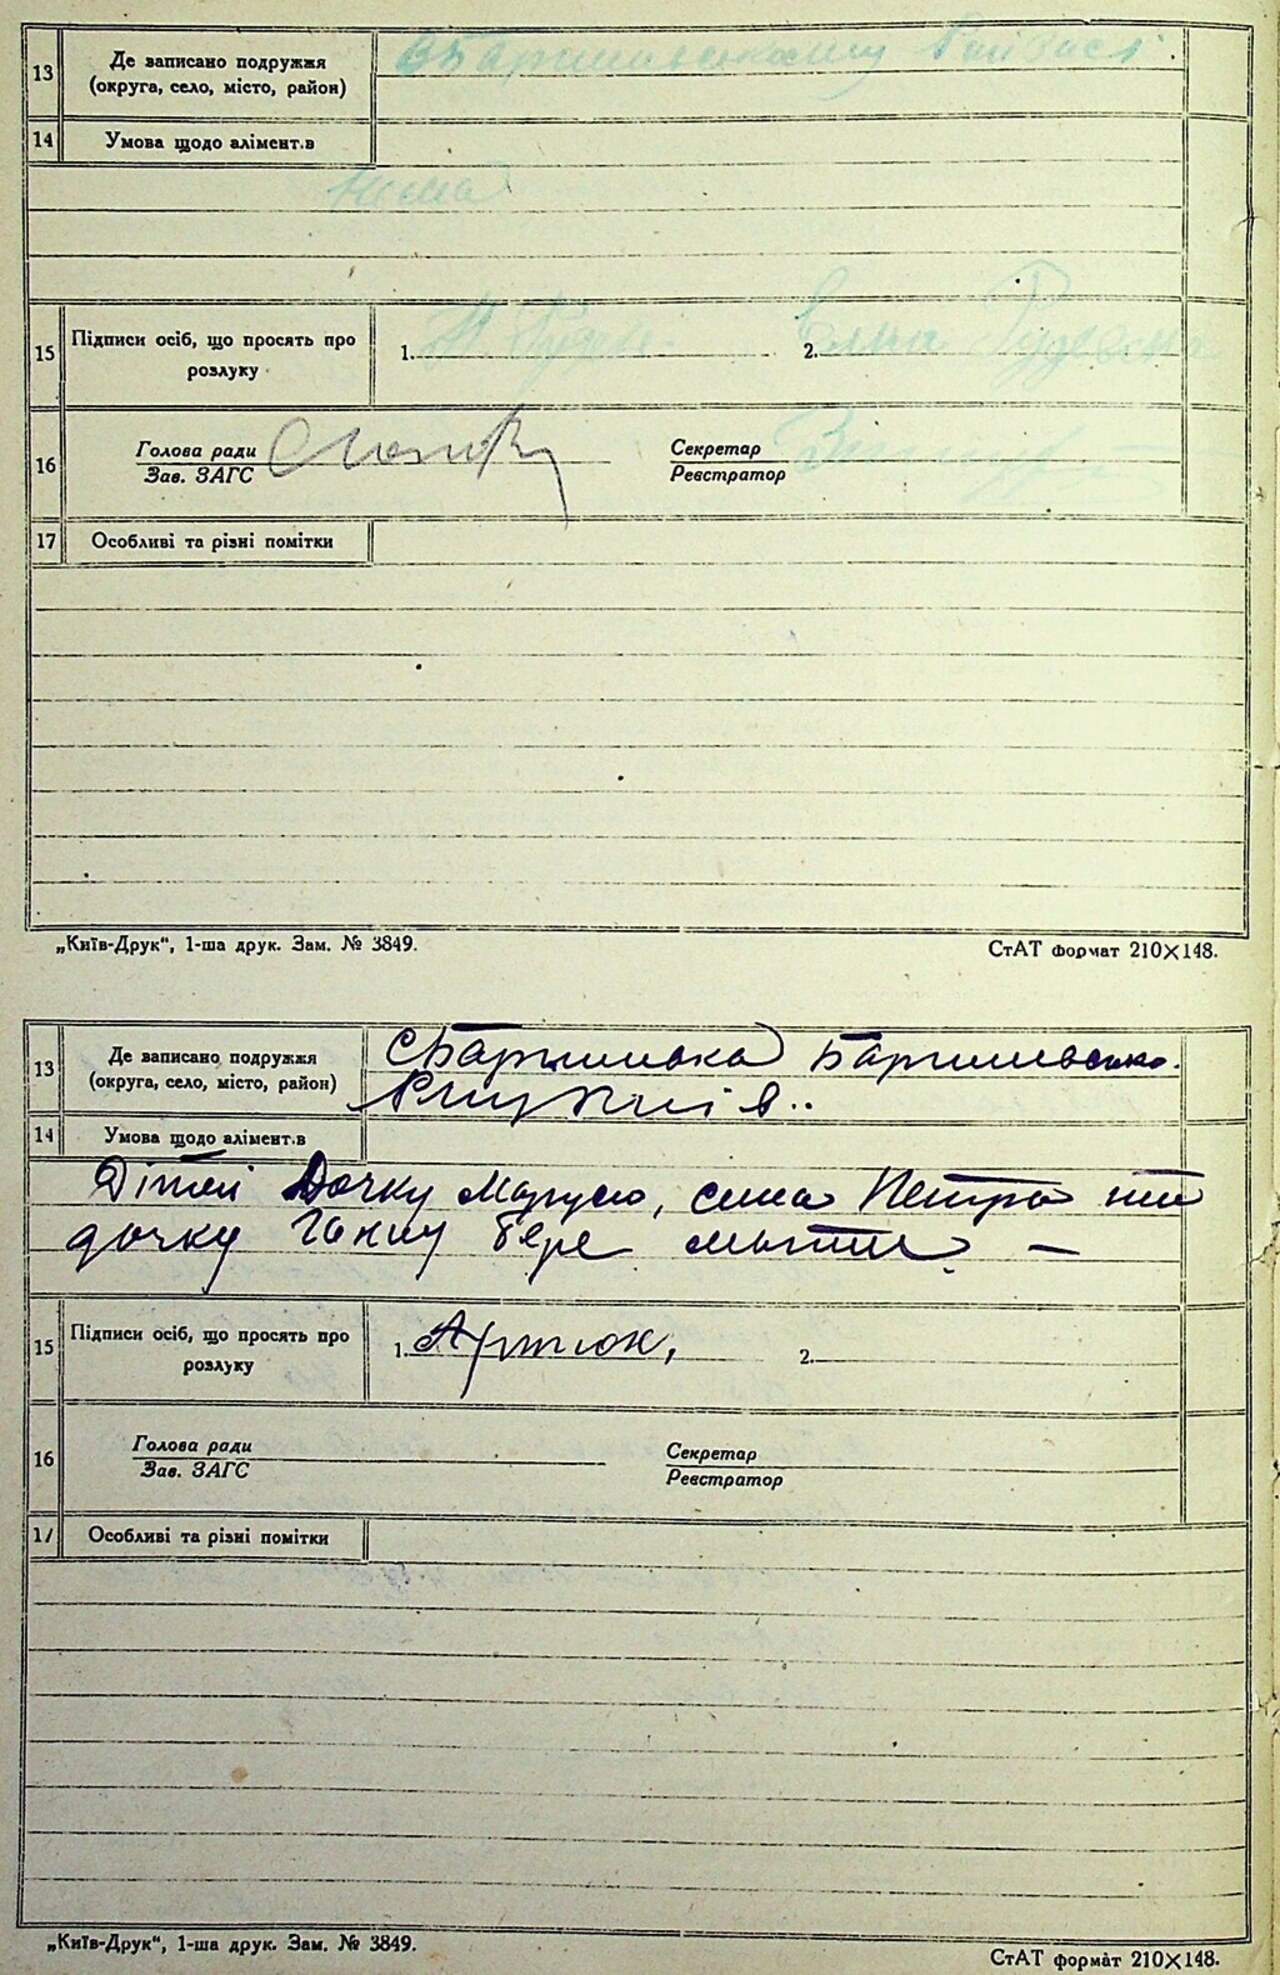 13 Де записано подружжя (округа, село, місто, район) в Баришівському Райзасі
14 Умова щодо алімент.в
Нема
15 Підписи осіб, що просять про розлуку 1. 2.
16 Голова ради
Зав. ЗАГС
Секретар
Реєстратор
17 Особливі та різні помітки
„Київ-Друк“, 1-ша друк. Зам. № 3849. СтАТ формат 210×148.
13 Де записано подружжя (округа, село, місто, район) с Баришивка Баришевсько.
14 Умова щодо алімент.в
Дітей Дочку Марусю, сина Петра та
дочку Ганну бере мати. —
15 Підписи осіб, що просять про розлуку 1. Артюх, 2.
16 Голова ради
Зав. ЗАГС
Секретар
Реєстратор
17 Особливі та різні помітки
„Київ-Друк“, 1-ша друк. Зам. № 3849. СтАТ формат 210×148.